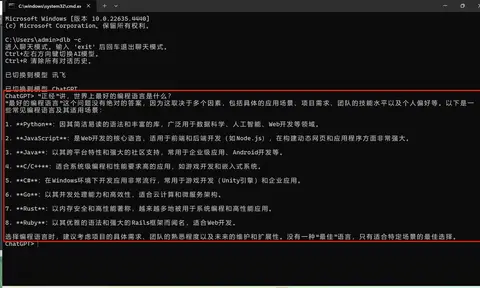 C:\windows\system32\cmd.ex
Microsoft Windows [版本 10.0.22635.4440]
(c) Microsoft Corporation。保留所有权利。
C:\Users\admin>dlb -c
进入聊天模式，输入 'exit' 后回车退出聊天模式。
Ctrl+左右方向键切换AI模型。
Ctrl+R 清除所有对话历史。
已切换到模型 讯飞
已切换到模型 ChatGPT
ChatGPT> "正经"讲，世界上最好的编程语言是什么？
"最好的编程语言"这个问题没有绝对的答案，因为这取决于多个因素，包括具体的应用场景、项目需求、团队的技能水平以及个人偏好等。以下是一
些常见编程语言及其适用场景：
1. **Python**：因其简洁易读的语法和丰富的库，广泛用于数据科学、人工智能、Web开发等领域。
2. **JavaScript**：是Web开发的核心语言，适用于前端和后端开发（如Node.js），在构建动态网页和应用程序方面非常强大。
3. **Java**：以其跨平台特性和强大的社区支持，常用于企业级应用、Android开发等。
4. **C/C++**：适合系统级编程和性能要求高的应用，如游戏开发和嵌入式系统。
5. **C#**：在Windows环境下开发应用非常流行，常用于游戏开发（Unity引擎）和企业应用。
6. **Go**：以其并发处理能力和高效性，适合云计算和微服务架构。
7. **Rust**：以内存安全和高性能著称，越来越多地被用于系统编程和高性能应用。
8. **Ruby**：以其优雅的语法和强大的Rails框架而闻名，适合Web开发。
选择编程语言时，建议考虑项目的具体需求、团队的熟悉程度以及未来的维护和扩展性。没有一种"最佳"语言，只有适合特定场景的最佳选择。
ChatGPT>